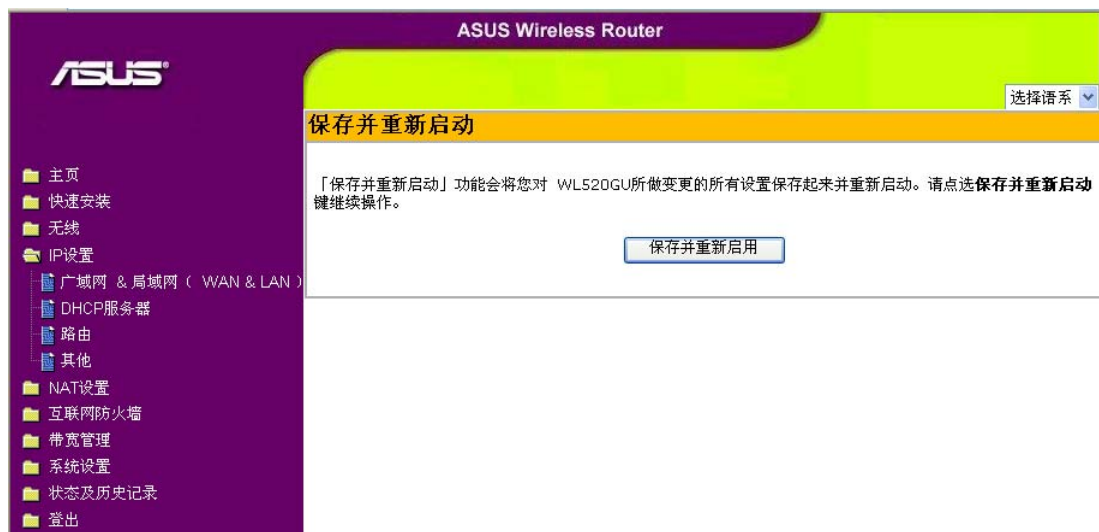 ASUS Wireless Router
ASUS
选择语系
保存并重新启动
「保存并重新启动」功能会将您对 WL520GU所做变更的所有设置保存起来并重新启动。请点选保存并重新启动
键继续操作。
保存并重新启用
主页
快速安装
无线
IP设置
广域网 & 局域网 ( WAN & LAN )
DHCP服务器
路由
其他
NAT设置
互联网防火墙
带宽管理
系统设置
状态及历史记录
登出